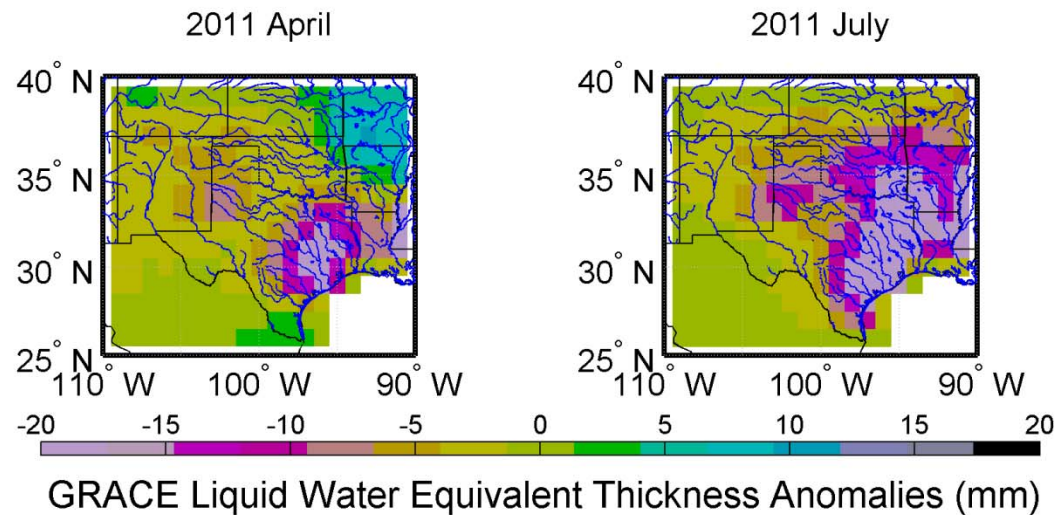 2011 April
2011 July
40° N
35° N
30° N
25° N
110° W
100° W
90° W
40° N
35° N
30° N
25° N
110° W
100° W
90° W
-20 -15 -10 -5 0 5 10 15 20
GRACE Liquid Water Equivalent Thickness Anomalies (mm)